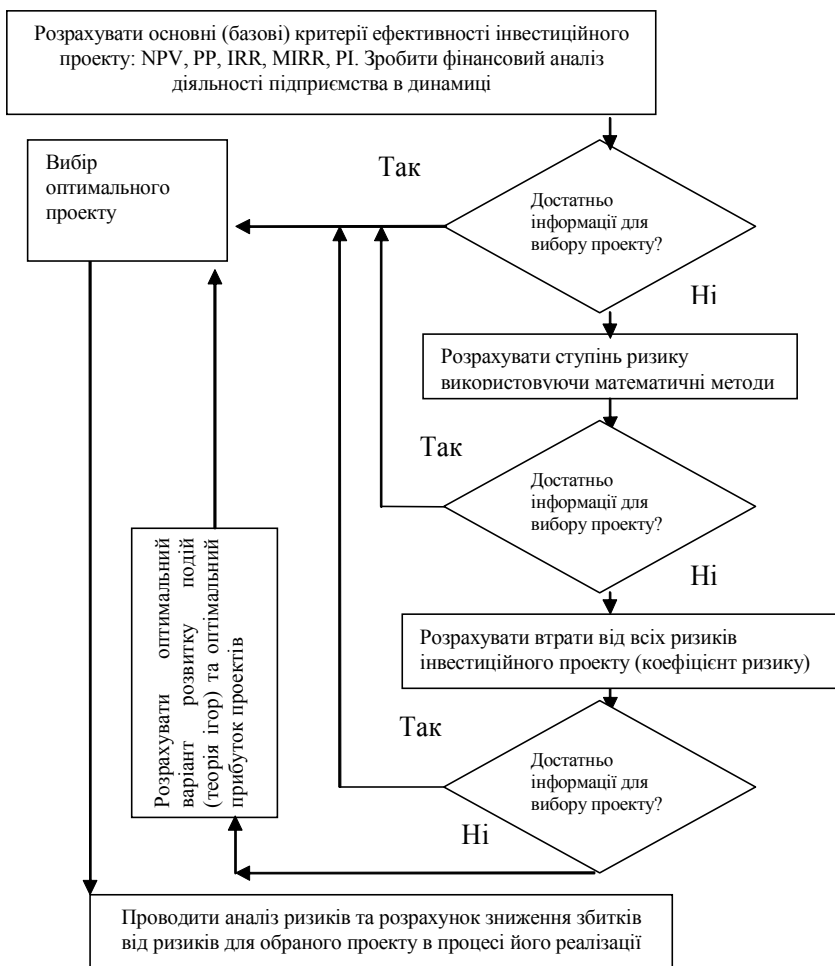 Розрахувати основні (базові) критерії ефективності інвестиційного
проекту: NPV, PP, IRR, MIRR, PI. Зробити фінансовий аналіз
діяльності підприємства в динамиці
Вибір
оптимального
проекту
Так
Достатньо
інформації для
вибору проекту?
Ні
Розрахувати ступінь ризику
використовуючи математичні методи
Так
Достатньо
інформації для
вибору проекту?
Ні
Розрахувати втрати від всіх ризиків
інвестиційного проекту (коефіцієнт ризику)
Так
Достатньо
інформації для
вибору проекту?
Ні
Розрахувати оптимальний
варіант розвитку подій
(теорія ігор) та оптімальний
прибуток проектів
Проводити аналіз ризиків та розрахунок зниження збитків
від ризиків для обраного проекту в процесі його реалізації